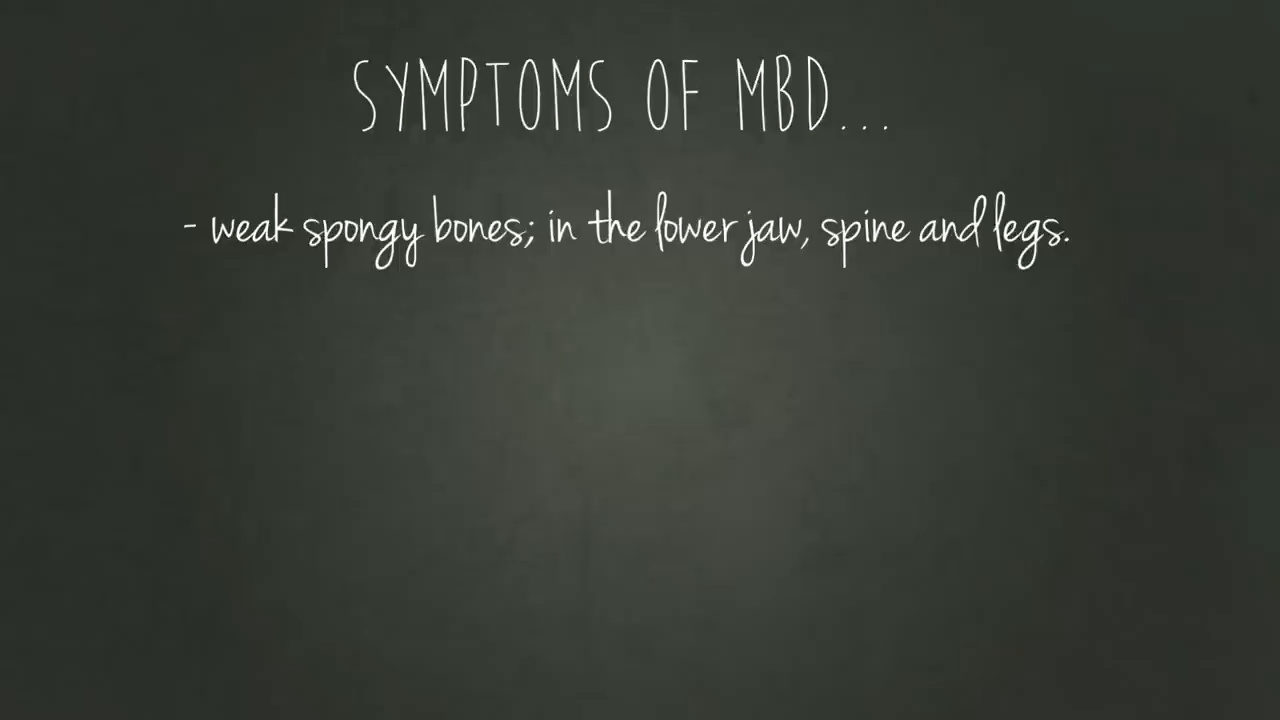 SYMPTOMS OF MBD...
- weak spongy bones; in the lower jaw, spine and legs.